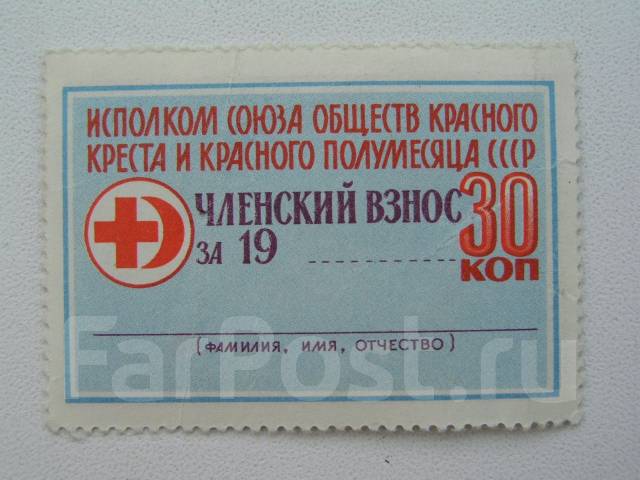 ИСПОЛКОМ СОЮЗА ОБЩЕСТВ КРАСНОГО
КРЕСТА И КРАСНОГО ПОЛУМЕСЯЦА СССР
ЧЛЕНСКИЙ ВЗНОС
ЗА 19
30
КОП
(ФАМИЛИЯ, ИМЯ, ОТЧЕСТВО)
FarPost.ru